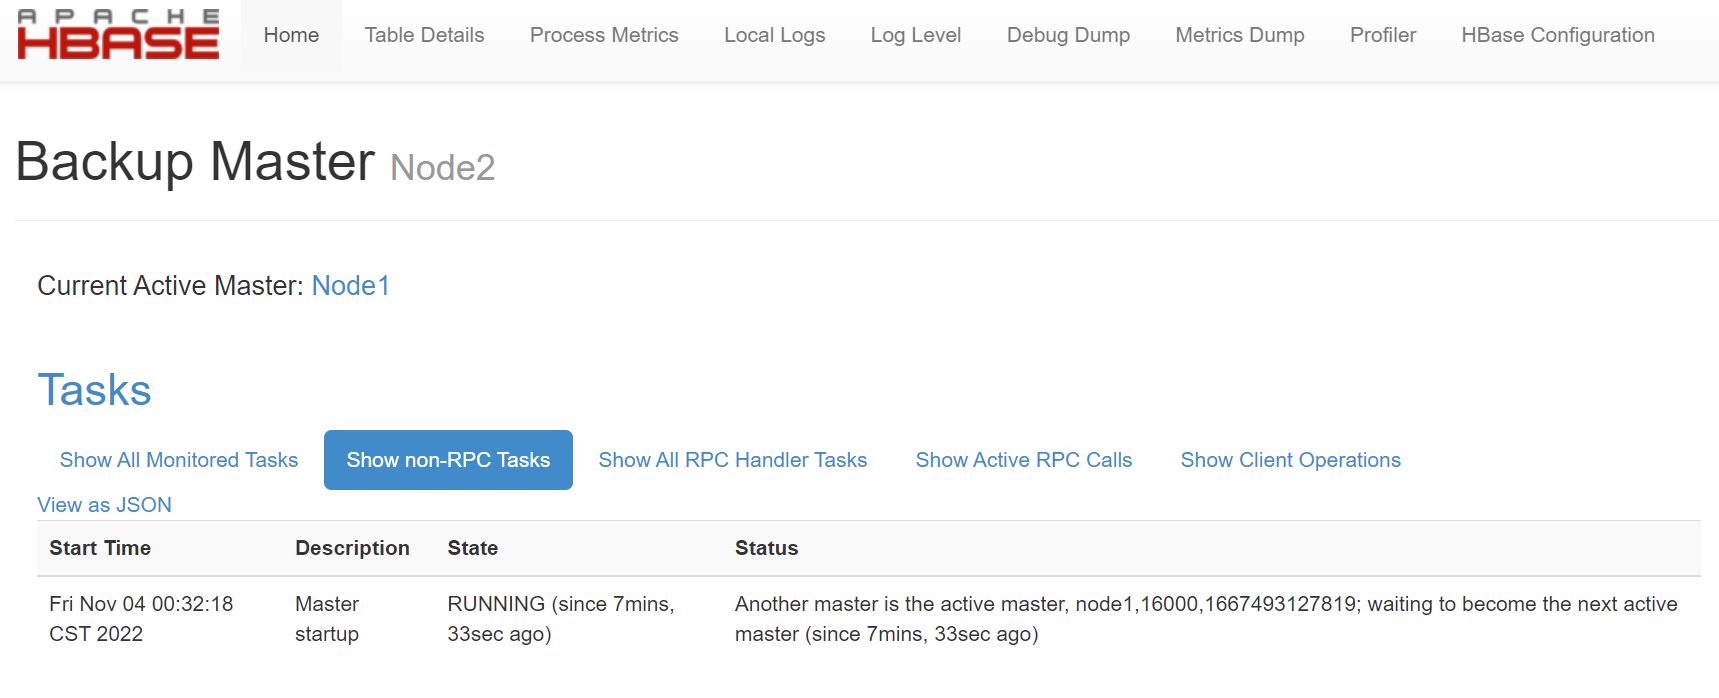 APACHE
HBASE
Home Table Details Process Metrics Local Logs Log Level Debug Dump Metrics Dump Profiler HBase Configuration
Backup Master Node2
Current Active Master: Node1
Tasks
Show All Monitored Tasks Show non-RPC Tasks Show All RPC Handler Tasks Show Active RPC Calls Show Client Operations
View as JSON
Start Time Description State Status
Fri Nov 04 00:32:18 Master RUNNING (since 7mins, Another master is the active master, node1,16000,1667493127819; waiting to become the next active
CST 2022 startup 33sec ago) master (since 7mins, 33sec ago)